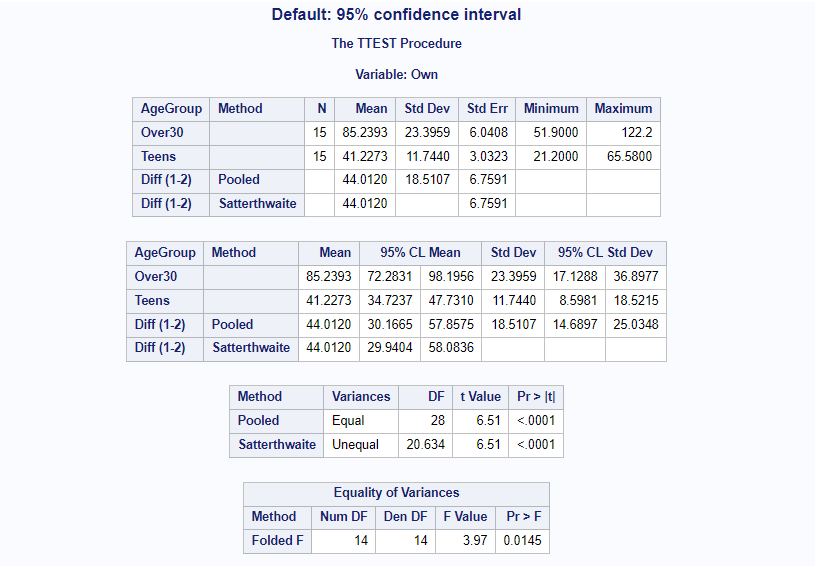 Default: 95% confidence interval
The TTEST Procedure
Variable: Own
AgeGroup Method N Mean Std Dev Std Err Minimum Maximum
Over30 15 85.2393 23.3959 6.0408 51.9000 122.2
Teens 15 41.2273 11.7440 3.0323 21.2000 65.5800
Diff (1-2) Pooled 44.0120 18.5107 6.7591
Diff (1-2) Satterthwaite 44.0120 6.7591
AgeGroup Method Mean 95% CL Mean Std Dev 95% CL Std Dev
Over30 85.2393 72.2831 98.1956 23.3959 17.1288 36.8977
Teens 41.2273 34.7237 47.7310 11.7440 8.5981 18.5215
Diff (1-2) Pooled 44.0120 30.1665 57.8575 18.5107 14.6897 25.0348
Diff (1-2) Satterthwaite 44.0120 29.9404 58.0836
Method Variances DF t Value Pr > |t|
Pooled Equal 28 6.51 <.0001
Satterthwaite Unequal 20.634 6.51 <.0001
Equality of Variances
Method Num DF Den DF F Value Pr > F
Folded F 14 14 3.97 0.0145